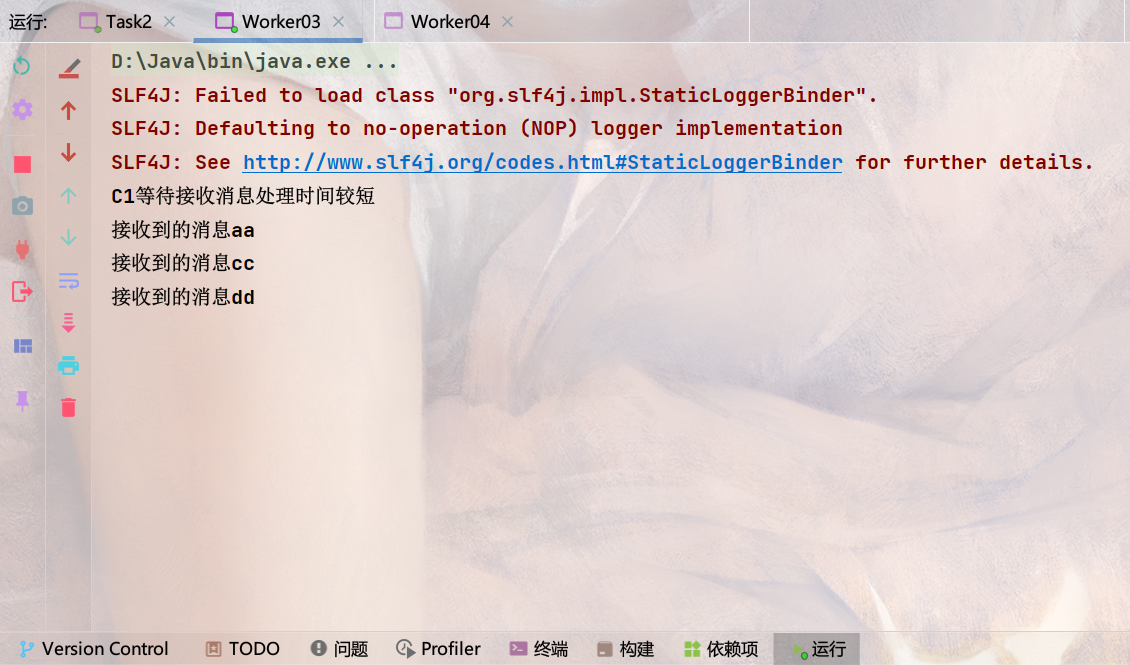 运行: Task2 Worker03 Worker04
D:\Java\bin\java.exe ...
SLF4J: Failed to load class "org.slf4j.impl.StaticLoggerBinder".
SLF4J: Defaulting to no-operation (NOP) logger implementation
SLF4J: See http://www.slf4j.org/codes.html#StaticLoggerBinder for further details.
C1等待接收消息处理时间较短
接收到的消息aa
接收到的消息cc
接收到的消息dd
Version Control TODO 问题 Profiler 终端 构建 依赖项 运行